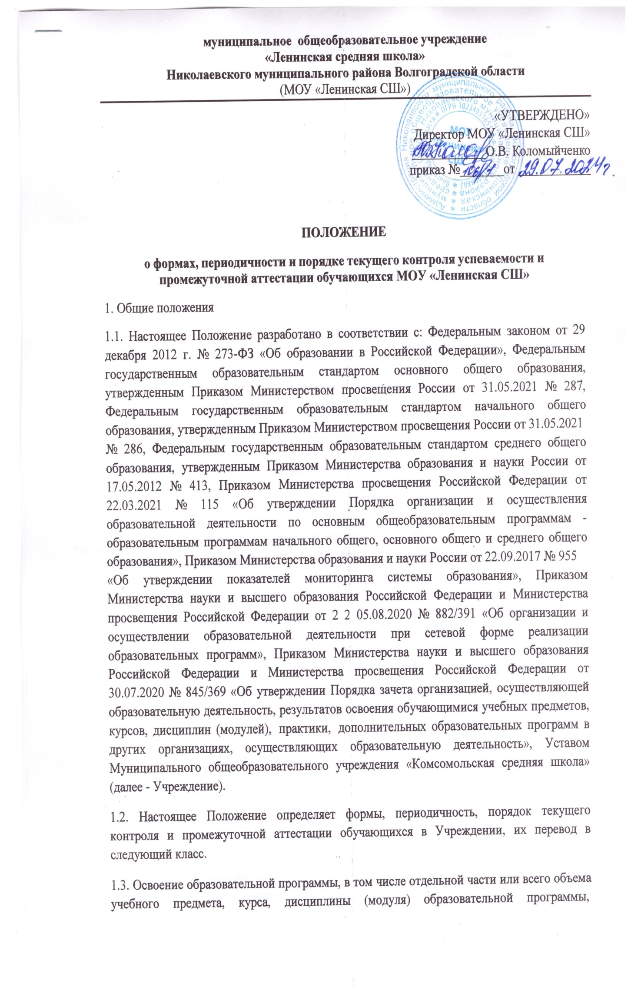 муниципальное общеобразовательное учреждение
«Ленинская средняя школа»
Николаевского муниципального района Волгоградской области
(МОУ «Ленинская СШ»)
«УТВЕРЖДЕНО»
Директор МОУ «Ленинская СШ»
О.В. Коломыйченко
приказ № 106/1 от 29.07.2024г.
МОУ
«Ленинская
СШ»
ПОЛОЖЕНИЕ
о формах, периодичности и порядке текущего контроля успеваемости и
промежуточной аттестации обучающихся МОУ «Ленинская СШ»
1. Общие положения
1.1. Настоящее Положение разработано в соответствии с: Федеральным законом от 29
декабря 2012 г. № 273-ФЗ «Об образовании в Российской Федерации», Федеральным
государственным образовательным стандартом основного общего образования,
утвержденным Приказом Министерством просвещения России от 31.05.2021 № 287,
Федеральным государственным образовательным стандартом начального общего
образования, утвержденным Приказом Министерством просвещения России от 31.05.2021
№ 286, Федеральным государственным образовательным стандартом среднего общего
образования, утвержденным Приказом Министерства образования и науки России от
17.05.2012 № 413, Приказом Министерства просвещения Российской Федерации от
22.03.2021 № 115 «Об утверждении Порядка организации и осуществления
образовательной деятельности по основным общеобразовательным программам -
образовательным программам начального общего, основного общего и среднего общего
образования», Приказом Министерства образования и науки России от 22.09.2017 № 955
«Об утверждении показателей мониторинга системы образования», Приказом
Министерства науки и высшего образования Российской Федерации и Министерства
просвещения Российской Федерации от 2 2 05.08.2020 № 882/391 «Об организации и
осуществлении образовательной деятельности при сетевой форме реализации
образовательных программ», Приказом Министерства науки и высшего образования
Российской Федерации и Министерства просвещения Российской Федерации от
30.07.2020 № 845/369 «Об утверждении Порядка зачета организацией, осуществляющей
образовательную деятельность, результатов освоения обучающимися учебных предметов,
курсов, дисциплин (модулей), практики, дополнительных образовательных программ в
других организациях, осуществляющих образовательную деятельность», Уставом
Муниципального общеобразовательного учреждения «Комсомольская средняя школа»
(далее - Учреждение).
1.2. Настоящее Положение определяет формы, периодичность, порядок текущего
контроля и промежуточной аттестации обучающихся в Учреждении, их перевод в
следующий класс.
1.3. Освоение образовательной программы, в том числе отдельной части или всего объема
учебного предмета, курса, дисциплины (модуля) образовательной программы,